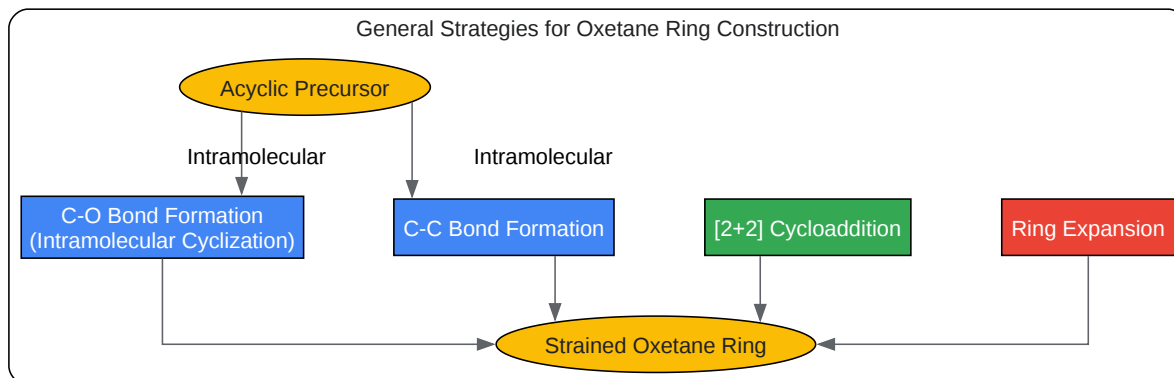 General Strategies for Oxetane Ring Construction
Acyclic Precursor
Intramolecular
Intramolecular
C-O Bond Formation
(Intramolecular Cyclization)
C-C Bond Formation
[2+2] Cycloaddition
Ring Expansion
Strained Oxetane Ring